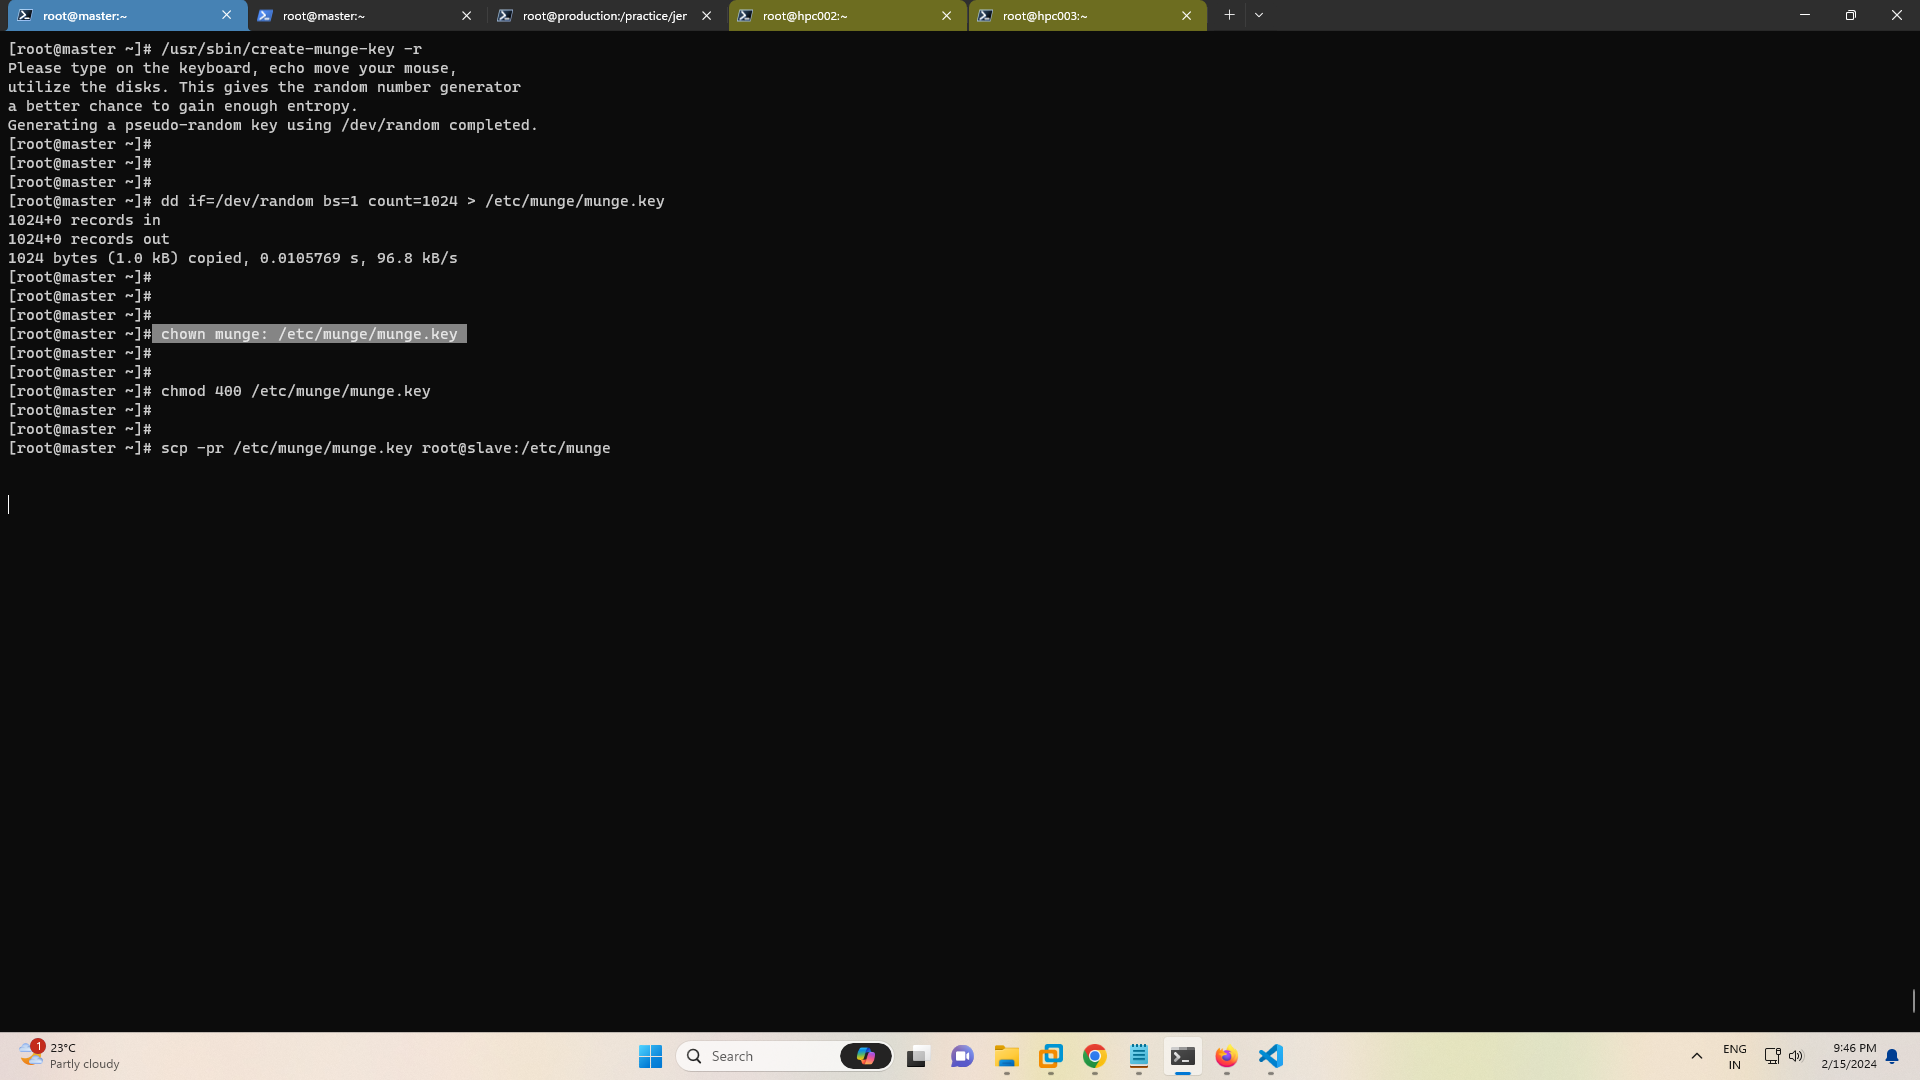 root@master:~
root@master:~
root@production:/practice/jer
root@hpc002:~
root@hpc003:~
[root@master ~]# /usr/sbin/create-munge-key -r
Please type on the keyboard, echo move your mouse,
utilize the disks. This gives the random number generator
a better chance to gain enough entropy.
Generating a pseudo-random key using /dev/random completed.
[root@master ~]#
[root@master ~]#
[root@master ~]#
[root@master ~]# dd if=/dev/random bs=1 count=1024 > /etc/munge/munge.key
1024+0 records in
1024+0 records out
1024 bytes (1.0 kB) copied, 0.0105769 s, 96.8 kB/s
[root@master ~]#
[root@master ~]#
[root@master ~]#
[root@master ~]# chown munge: /etc/munge/munge.key
[root@master ~]#
[root@master ~]#
[root@master ~]# chmod 400 /etc/munge/munge.key
[root@master ~]#
[root@master ~]#
[root@master ~]# scp -pr /etc/munge/munge.key root@slave:/etc/munge
1
23°C
Partly cloudy
Search
ENG
IN
9:46 PM
2/15/2024